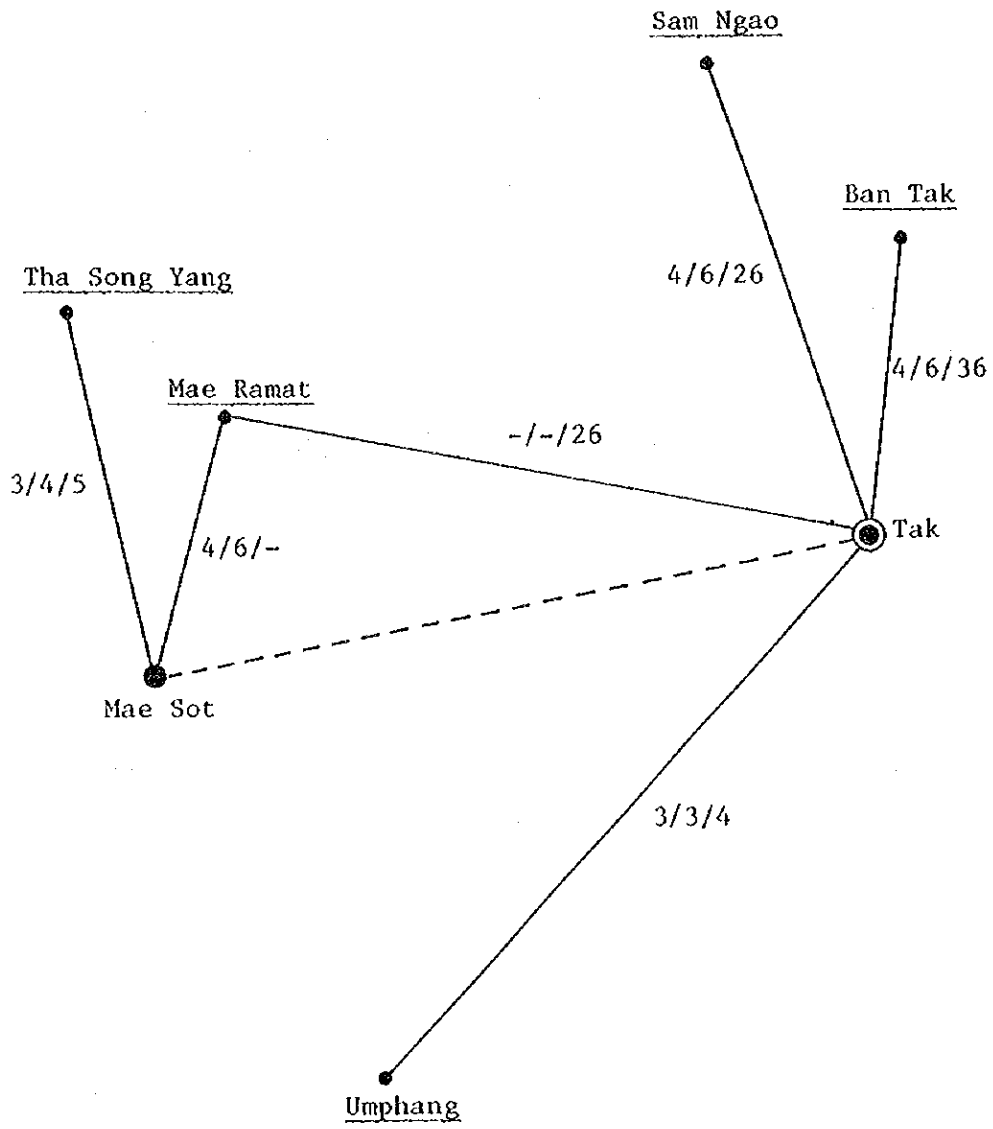 Sam Ngao
Ban Tak
4/6/26
Tha Song Yang
4/6/36
Mae Ramat
-/-/26
3/4/5
Tak
4/6/-
Mae Sot
3/3/4
Umphang